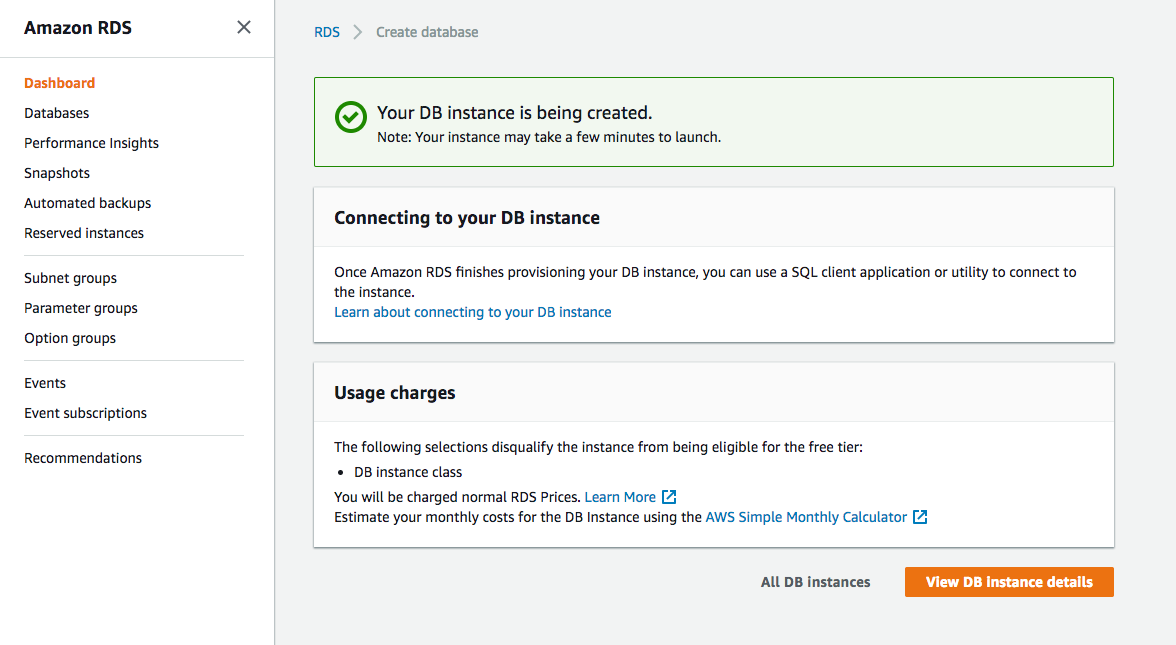 Amazon RDS
Dashboard
Databases
Performance Insights
Snapshots
Automated backups
Reserved instances
Subnet groups
Parameter groups
Option groups
Events
Event subscriptions
Recommendations
RDS > Create database
Your DB instance is being created.
Note: Your instance may take a few minutes to launch.
Connecting to your DB instance
Once Amazon RDS finishes provisioning your DB instance, you can use a SQL client application or utility to connect to
the instance.
Learn about connecting to your DB instance
Usage charges
The following selections disqualify the instance from being eligible for the free tier:
• DB instance class
You will be charged normal RDS Prices. Learn More
Estimate your monthly costs for the DB Instance using the AWS Simple Monthly Calculator
All DB instances
View DB instance details